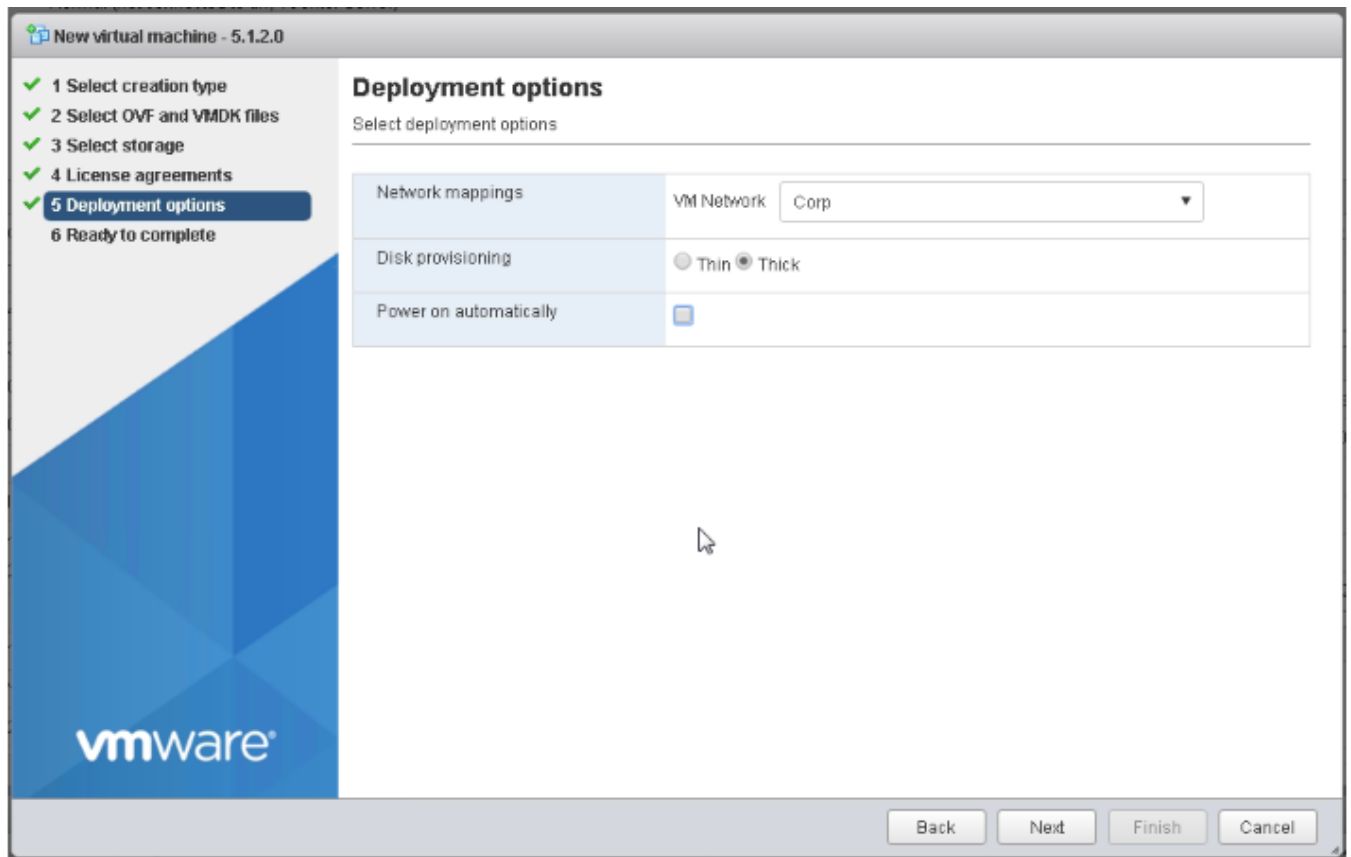 New virtual machine - 5.1.2.0
1 Select creation type
2 Select OVF and VMDK files
3 Select storage
4 License agreements
5 Deployment options
6 Ready to complete
Deployment options
Select deployment options
Network mappings
VM Network
Corp
Disk provisioning
Thin
Thick
Power on automatically
vmware®
Back
Next
Finish
Cancel